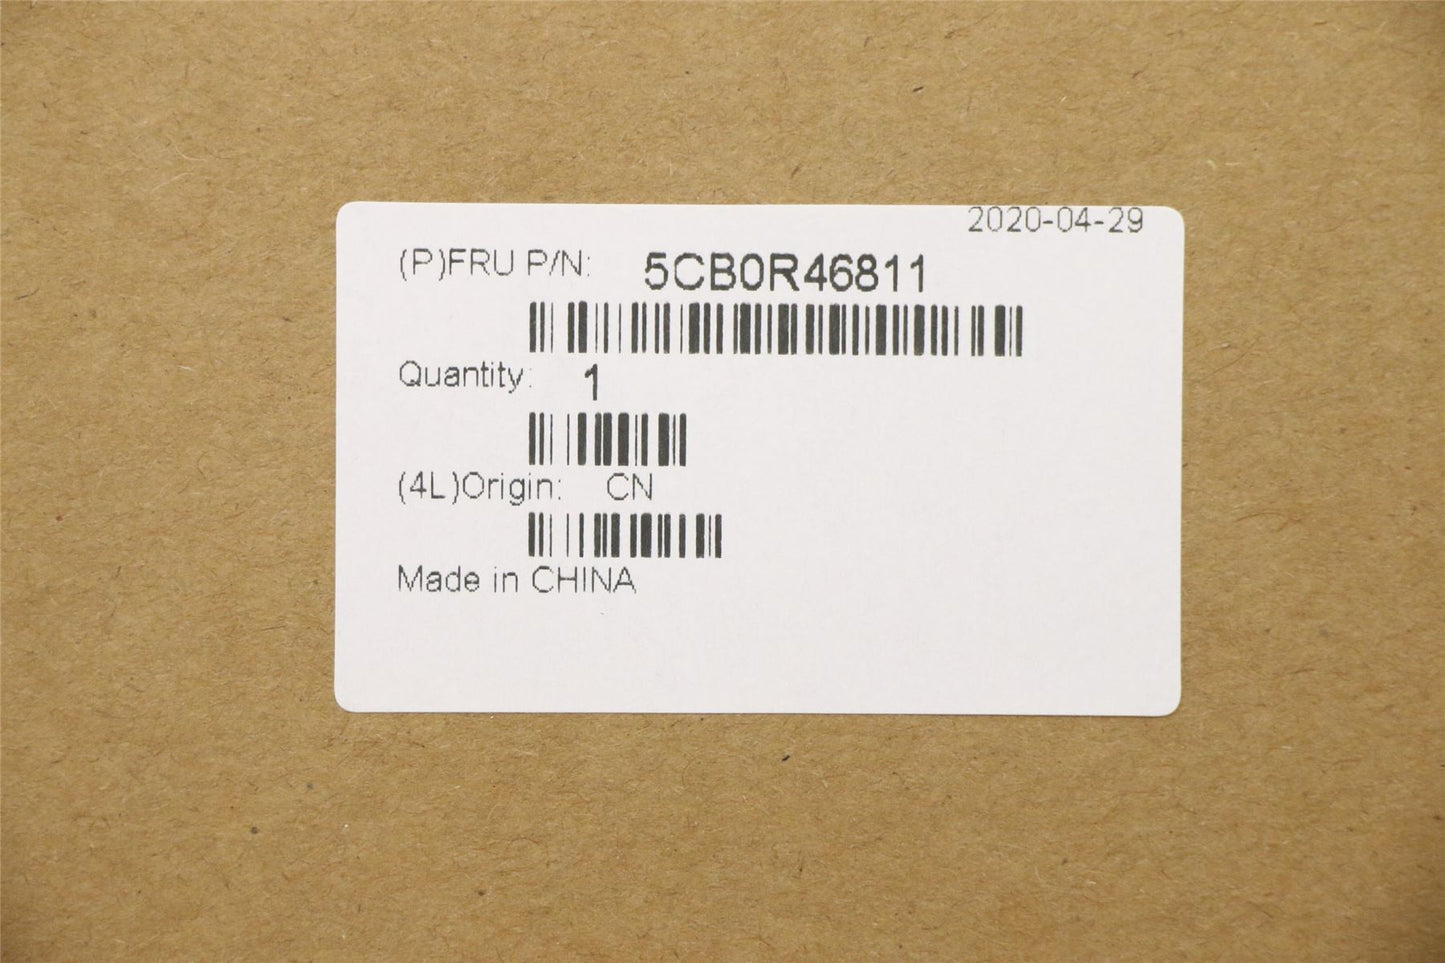 2020-04-29
(P)FRU P/N: 5CB0R46811
Quantity: 1
(4L)Origin: CN
Made in CHINA